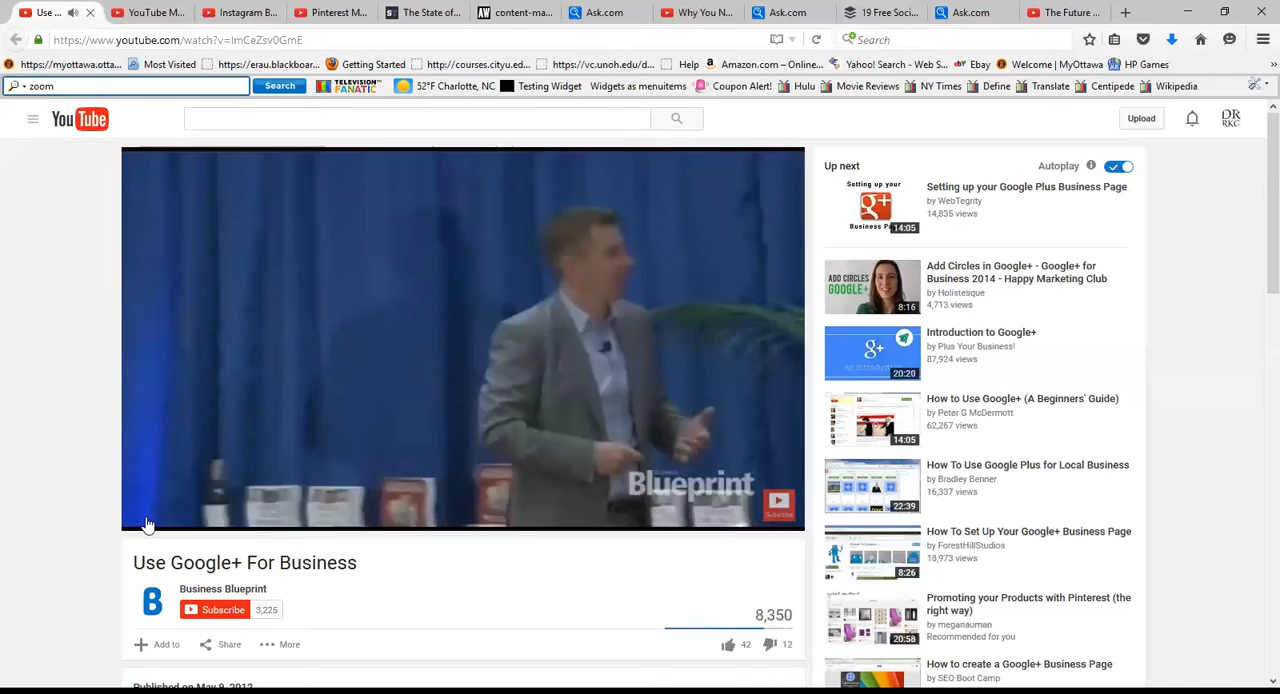 Use ...
YouTube M...
Instagram B...
Pinterest M...
The State of...
content-ma...
Ask.com
Why You N...
Ask.com
19 Free Soci...
Ask.com
The Future ...
https://www.youtube.com/watch?v=ImCeZsv0GmE
Search
https://myottawa.otta...
Most Visited
https://erau.blackboar...
Getting Started
http://courses.cityu.ed...
https://vc.unoh.edu/d...
Help
Amazon.com – Online...
Yahoo! Search - Web S...
Ebay
Welcome | MyOttawa
HP Games
zoom
Search
TELEVISION FANATIC
52°F Charlotte, NC
Testing Widget
Widgets as menuitems
Coupon Alert!
Hulu
Movie Reviews
NY Times
Define
Translate
Centipede
Wikipedia
YouTube
Upload
DR
RKC
Blueprint
Subscribe
Use Google+ For Business
B
Business Blueprint
Subscribe 3,225
8,350
Add to
Share
More
42
12
Up next
Autoplay
Setting up your
g+
14:05
Setting up your Google Plus Business Page
by WebTegrity
14,835 views
ADD CIRCLES
GOOGLE+
8:16
Add Circles in Google+ - Google+ for
Business 2014 - Happy Marketing Club
by Holistesque
4,713 views
g+
An Introduction
20:20
Introduction to Google+
by Plus Your Business!
87,924 views
14:05
How to Use Google+ (A Beginners' Guide)
by Peter G McDermott
62,267 views
22:39
How To Use Google Plus for Local Business
by Bradley Benner
16,337 views
8:26
How To Set Up Your Google+ Business Page
by ForestHillStudios
18,973 views
20:58
Promoting your Products with Pinterest (the
right way)
by meganauman
Recommended for you
How to create a Google+ Business Page
by SEO Boot Camp
Published on May 9, 2012